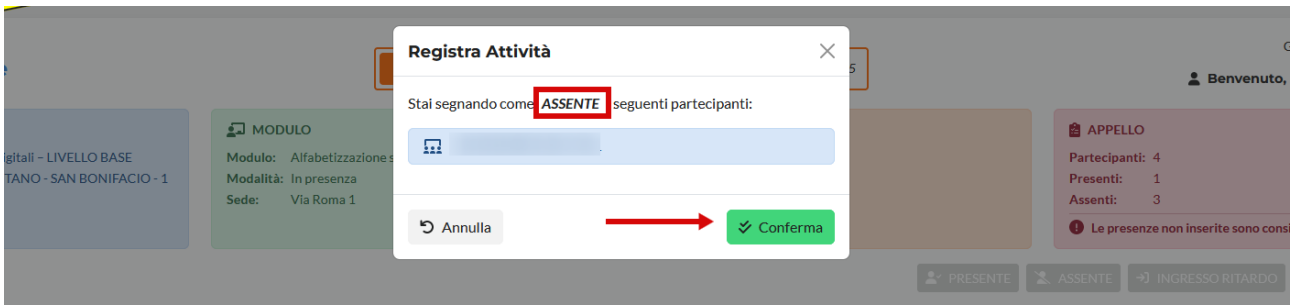 Registra Attività
Stai segnando come ASSENTE seguenti partecipanti:
Annulla
Conferma
Benvenuto,
igitali – LIVELLO BASE
TANO - SAN BONIFACIO - 1
MODULO
Modulo: Alfabetizzazione s
Modalità: In presenza
Sede: Via Roma 1
5
APPELLO
Partecipanti: 4
Presenti: 1
Assenti: 3
Le presenze non inserite sono consi
PRESENTE ASSENTE INGRESSO RITARDO